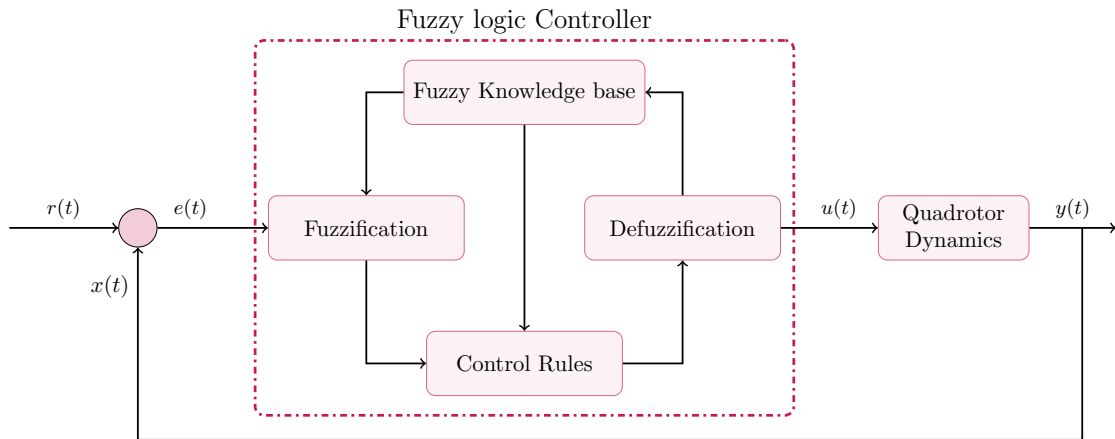 Fuzzy logic Controller
Fuzzy Knowledge base
r(t)
e(t)
Fuzzification
Defuzzification
u(t)
Quadrotor
Dynamics
y(t)
x(t)
Control Rules